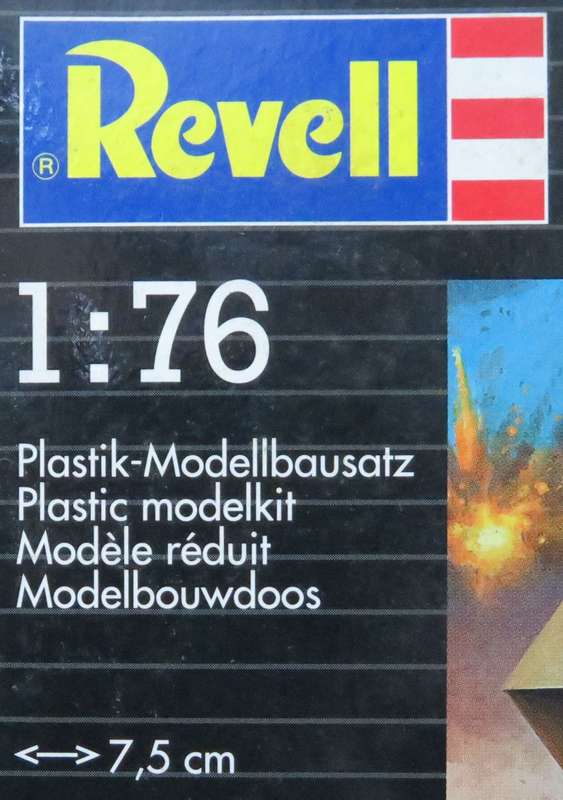 Revell
®
1:76
Plastik-Modellbausatz
Plastic modelkit
Modèle réduit
Modelbouwdoos
<—> 7,5 cm